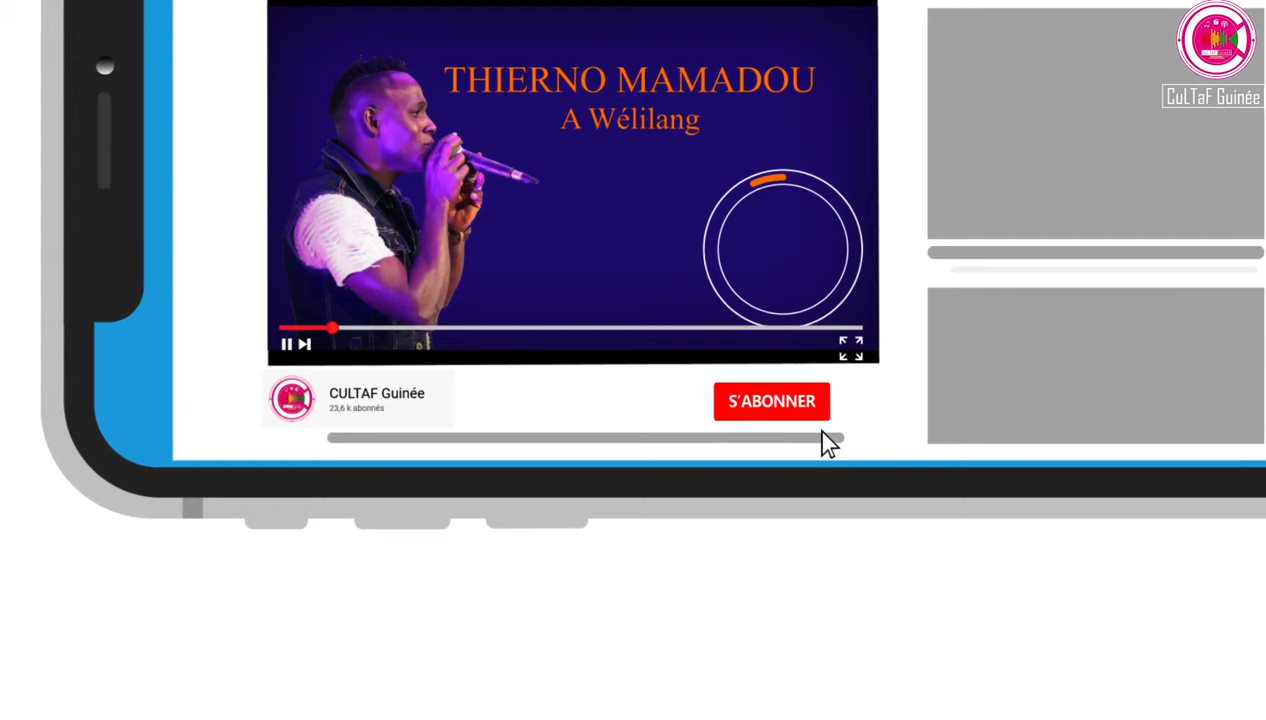 THIERNO MAMADOU
A Wélilang
CuLTaF Guinée
CULTAF Guinée
23,6 k abonnés
S'ABONNER